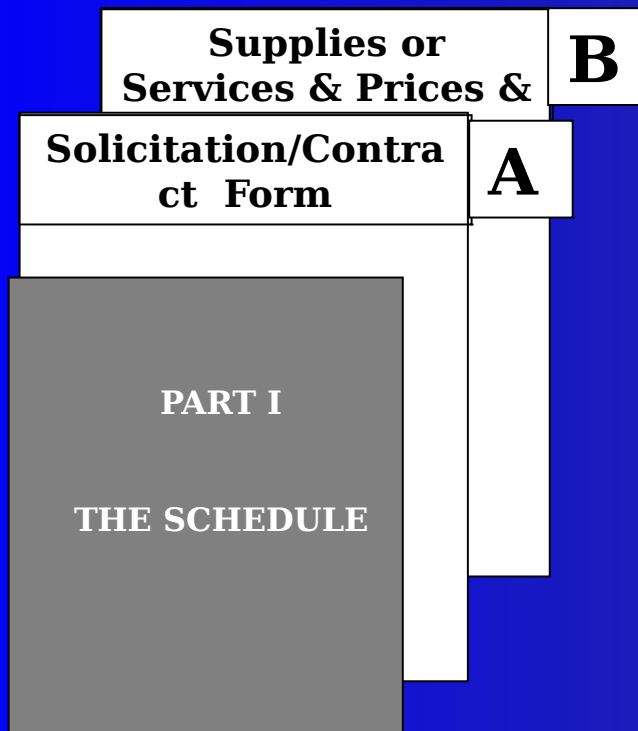 Supplies or
Services & Prices &
B
Solicitation/Contra
ct Form
A
PART I
THE SCHEDULE